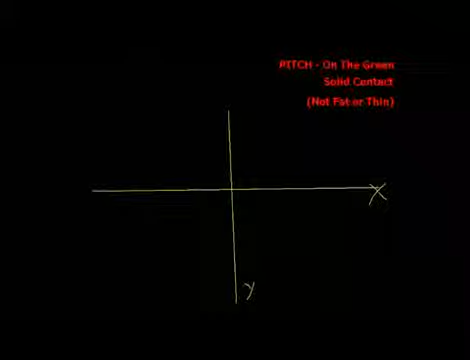 PITCH - On The Green
Solid Contact
(Not Fat or Thin)
X
y